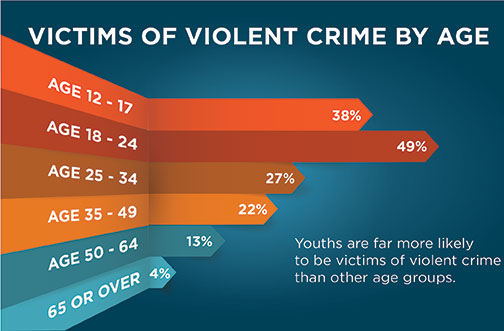 VICTIMS OF VIOLENT CRIME BY AGE
AGE 12 - 17
38%
AGE 18 - 24
49%
AGE 25 - 34
27%
AGE 35 - 49
22%
AGE 50 - 64
13%
65 OR OVER
4%
Youths are far more likely
to be victims of violent crime
than other age groups.